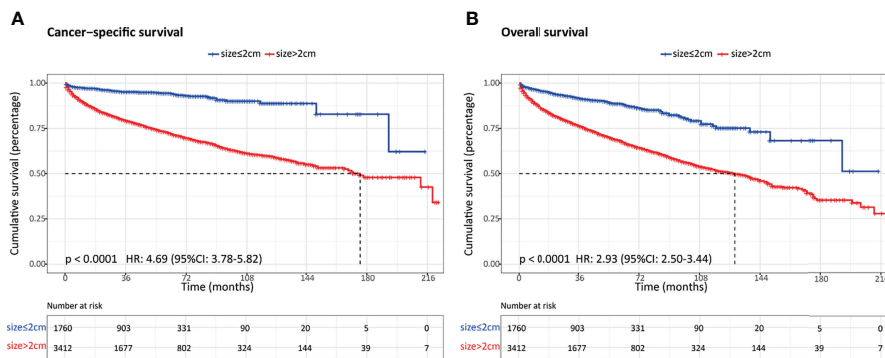 A
Cancer–specific survival
size≤2cm size>2cm
Cumulative survival (percentage)
1.00
0.75
0.50
0.25
0.00
p < 0.0001 HR: 4.69 (95%CI: 3.78-5.82)
0 36 72 108 144 180 216
Time (months)
Number at risk
size≤2cm 1760 903 331 90 20 5 0
size>2cm 3412 1677 802 324 144 39 7
B
Overall survival
size≤2cm size>2cm
Cumulative survival (percentage)
1.00
0.75
0.50
0.25
0.00
p < 0.0001 HR: 2.93 (95%CI: 2.50-3.44)
0 36 72 108 144 180 216
Time (months)
Number at risk
size≤2cm 1760 903 331 90 20 5 0
size>2cm 3412 1677 802 324 144 39 7